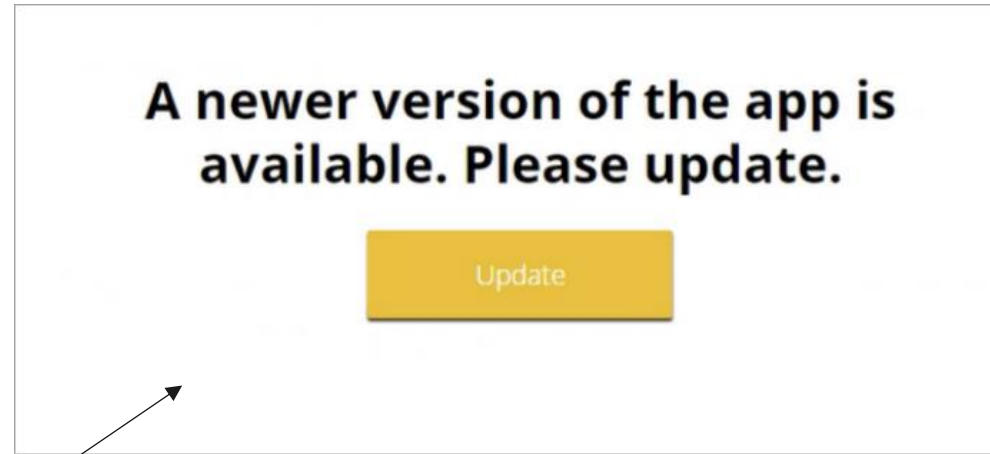 A newer version of the app is
available. Please update.
Update